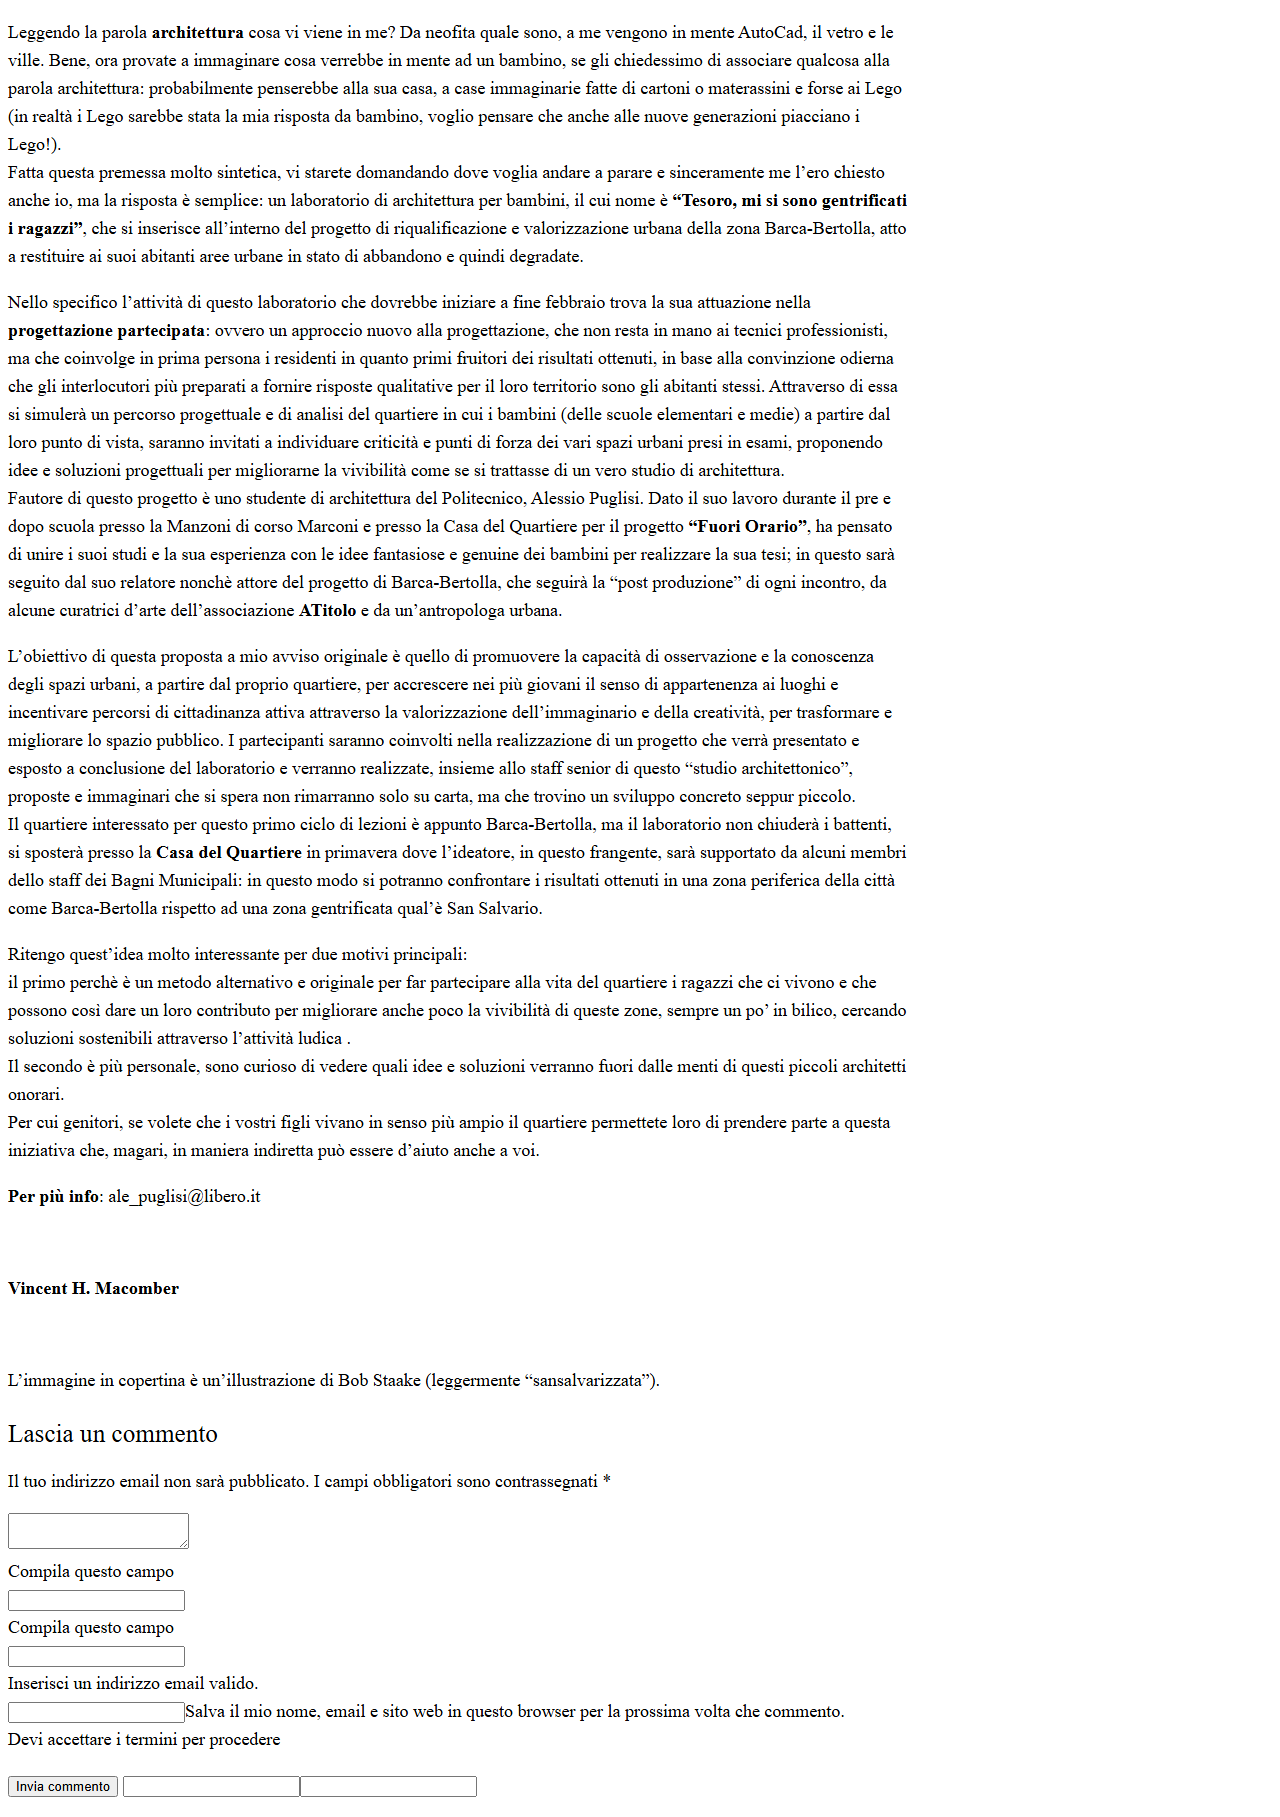 Leggendo la parola architettura cosa vi viene in me? Da neofita quale sono, a me vengono in mente AutoCad, il vetro e le
ville. Bene, ora provate a immaginare cosa verrebbe in mente ad un bambino, se gli chiedessimo di associare qualcosa alla
parola architettura: probabilmente penserebbe alla sua casa, a case immaginarie fatte di cartoni o materassini e forse ai Lego
(in realtà i Lego sarebbe stata la mia risposta da bambino, voglio pensare che anche alle nuove generazioni piacciano i
Lego!).
Fatta questa premessa molto sintetica, vi starete domandando dove voglia andare a parare e sinceramente me l’ero chiesto
anche io, ma la risposta è semplice: un laboratorio di architettura per bambini, il cui nome è “Tesoro, mi si sono gentrificati
i ragazzi”, che si inserisce all’interno del progetto di riqualificazione e valorizzazione urbana della zona Barca-Bertolla, atto
a restituire ai suoi abitanti aree urbane in stato di abbandono e quindi degradate.
Nello specifico l’attività di questo laboratorio che dovrebbe iniziare a fine febbraio trova la sua attuazione nella
progettazione partecipata: ovvero un approccio nuovo alla progettazione, che non resta in mano ai tecnici professionisti,
ma che coinvolge in prima persona i residenti in quanto primi fruitori dei risultati ottenuti, in base alla convinzione odierna
che gli interlocutori più preparati a fornire risposte qualitative per il loro territorio sono gli abitanti stessi. Attraverso di essa
si simulerà un percorso progettuale e di analisi del quartiere in cui i bambini (delle scuole elementari e medie) a partire dal
loro punto di vista, saranno invitati a individuare criticità e punti di forza dei vari spazi urbani presi in esami, proponendo
idee e soluzioni progettuali per migliorarne la vivibilità come se si trattasse di un vero studio di architettura.
Fautore di questo progetto è uno studente di architettura del Politecnico, Alessio Puglisi. Dato il suo lavoro durante il pre e
dopo scuola presso la Manzoni di corso Marconi e presso la Casa del Quartiere per il progetto “Fuori Orario”, ha pensato
di unire i suoi studi e la sua esperienza con le idee fantasiose e genuine dei bambini per realizzare la sua tesi; in questo sarà
seguito dal suo relatore nonchè attore del progetto di Barca-Bertolla, che seguirà la “post produzione” di ogni incontro, da
alcune curatrici d’arte dell’associazione ATitolo e da un’antropologa urbana.
L’obiettivo di questa proposta a mio avviso originale è quello di promuovere la capacità di osservazione e la conoscenza
degli spazi urbani, a partire dal proprio quartiere, per accrescere nei più giovani il senso di appartenenza ai luoghi e
incentivare percorsi di cittadinanza attiva attraverso la valorizzazione dell’immaginario e della creatività, per trasformare e
migliorare lo spazio pubblico. I partecipanti saranno coinvolti nella realizzazione di un progetto che verrà presentato e
esposto a conclusione del laboratorio e verranno realizzate, insieme allo staff senior di questo “studio architettonico”,
proposte e immaginari che si spera non rimarranno solo su carta, ma che trovino un sviluppo concreto seppur piccolo.
Il quartiere interessato per questo primo ciclo di lezioni è appunto Barca-Bertolla, ma il laboratorio non chiuderà i battenti,
si sposterà presso la Casa del Quartiere in primavera dove l’ideatore, in questo frangente, sarà supportato da alcuni membri
dello staff dei Bagni Municipali: in questo modo si potranno confrontare i risultati ottenuti in una zona periferica della città
come Barca-Bertolla rispetto ad una zona gentrificata qual’è San Salvario.
Ritengo quest’idea molto interessante per due motivi principali:
il primo perchè è un metodo alternativo e originale per far partecipare alla vita del quartiere i ragazzi che ci vivono e che
possono così dare un loro contributo per migliorare anche poco la vivibilità di queste zone, sempre un po’ in bilico, cercando
soluzioni sostenibili attraverso l’attività ludica .
Il secondo è più personale, sono curioso di vedere quali idee e soluzioni verranno fuori dalle menti di questi piccoli architetti
onorari.
Per cui genitori, se volete che i vostri figli vivano in senso più ampio il quartiere permettete loro di prendere parte a questa
iniziativa che, magari, in maniera indiretta può essere d’aiuto anche a voi.
Per più info: ale_puglisi@libero.it
Vincent H. Macomber
L’immagine in copertina è un’illustrazione di Bob Staake (leggermente “sansalvarizzata”).
Lascia un commento
Il tuo indirizzo email non sarà pubblicato. I campi obbligatori sono contrassegnati *
Compila questo campo
Compila questo campo
Inserisci un indirizzo email valido.
Salva il mio nome, email e sito web in questo browser per la prossima volta che commento.
Devi accettare i termini per procedere
Invia commento